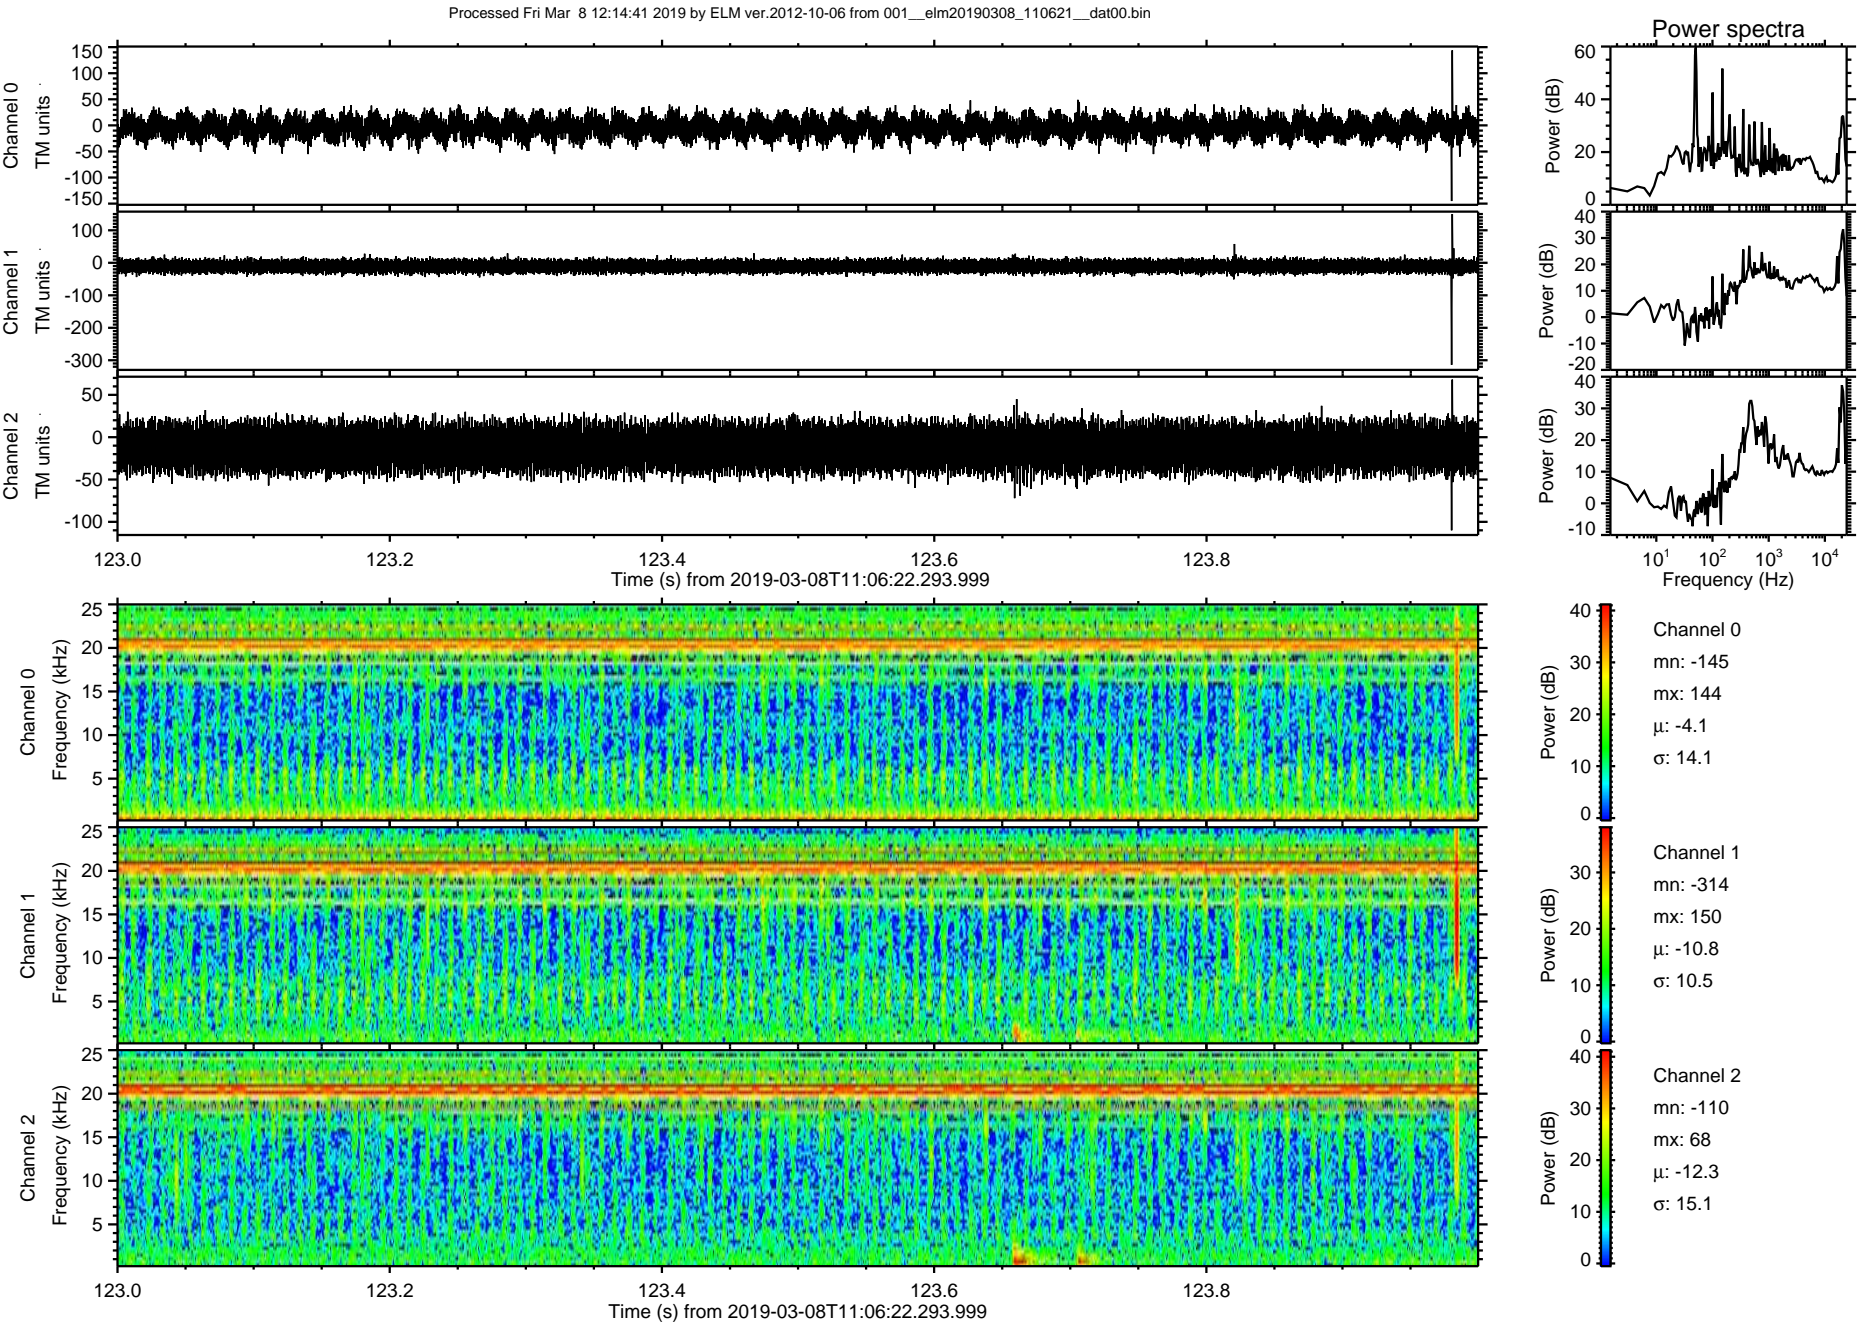 Processed Fri Mar  8 12:14:41 2019 by ELM ver.2012-10-06 from 001__elm20190308_110621__dat00.bin
Power spectra
Channel 0
TM units
150
100
50
0
-50
-100
-150
Power (dB)
60
40
20
0
Channel 1
TM units
100
0
-100
-200
-300
Power (dB)
40
30
20
10
0
-10
-20
Channel 2
TM units
50
0
-50
-100
Power (dB)
40
30
20
10
0
-10
123.0 123.2 123.4 123.6 123.8
Time (s) from 2019-03-08T11:06:22.293.999
10¹ 10² 10³ 10⁴
Frequency (Hz)
Channel 0
Frequency (kHz)
25
20
15
10
5
Power (dB)
40
30
20
10
0
Channel 0
mn: -145
mx: 144
μ: -4.1
σ: 14.1
Channel 1
Frequency (kHz)
25
20
15
10
5
Power (dB)
30
20
10
0
Channel 1
mn: -314
mx: 150
μ: -10.8
σ: 10.5
Channel 2
Frequency (kHz)
25
20
15
10
5
Power (dB)
40
30
20
10
0
Channel 2
mn: -110
mx: 68
μ: -12.3
σ: 15.1
123.0 123.2 123.4 123.6 123.8
Time (s) from 2019-03-08T11:06:22.293.999